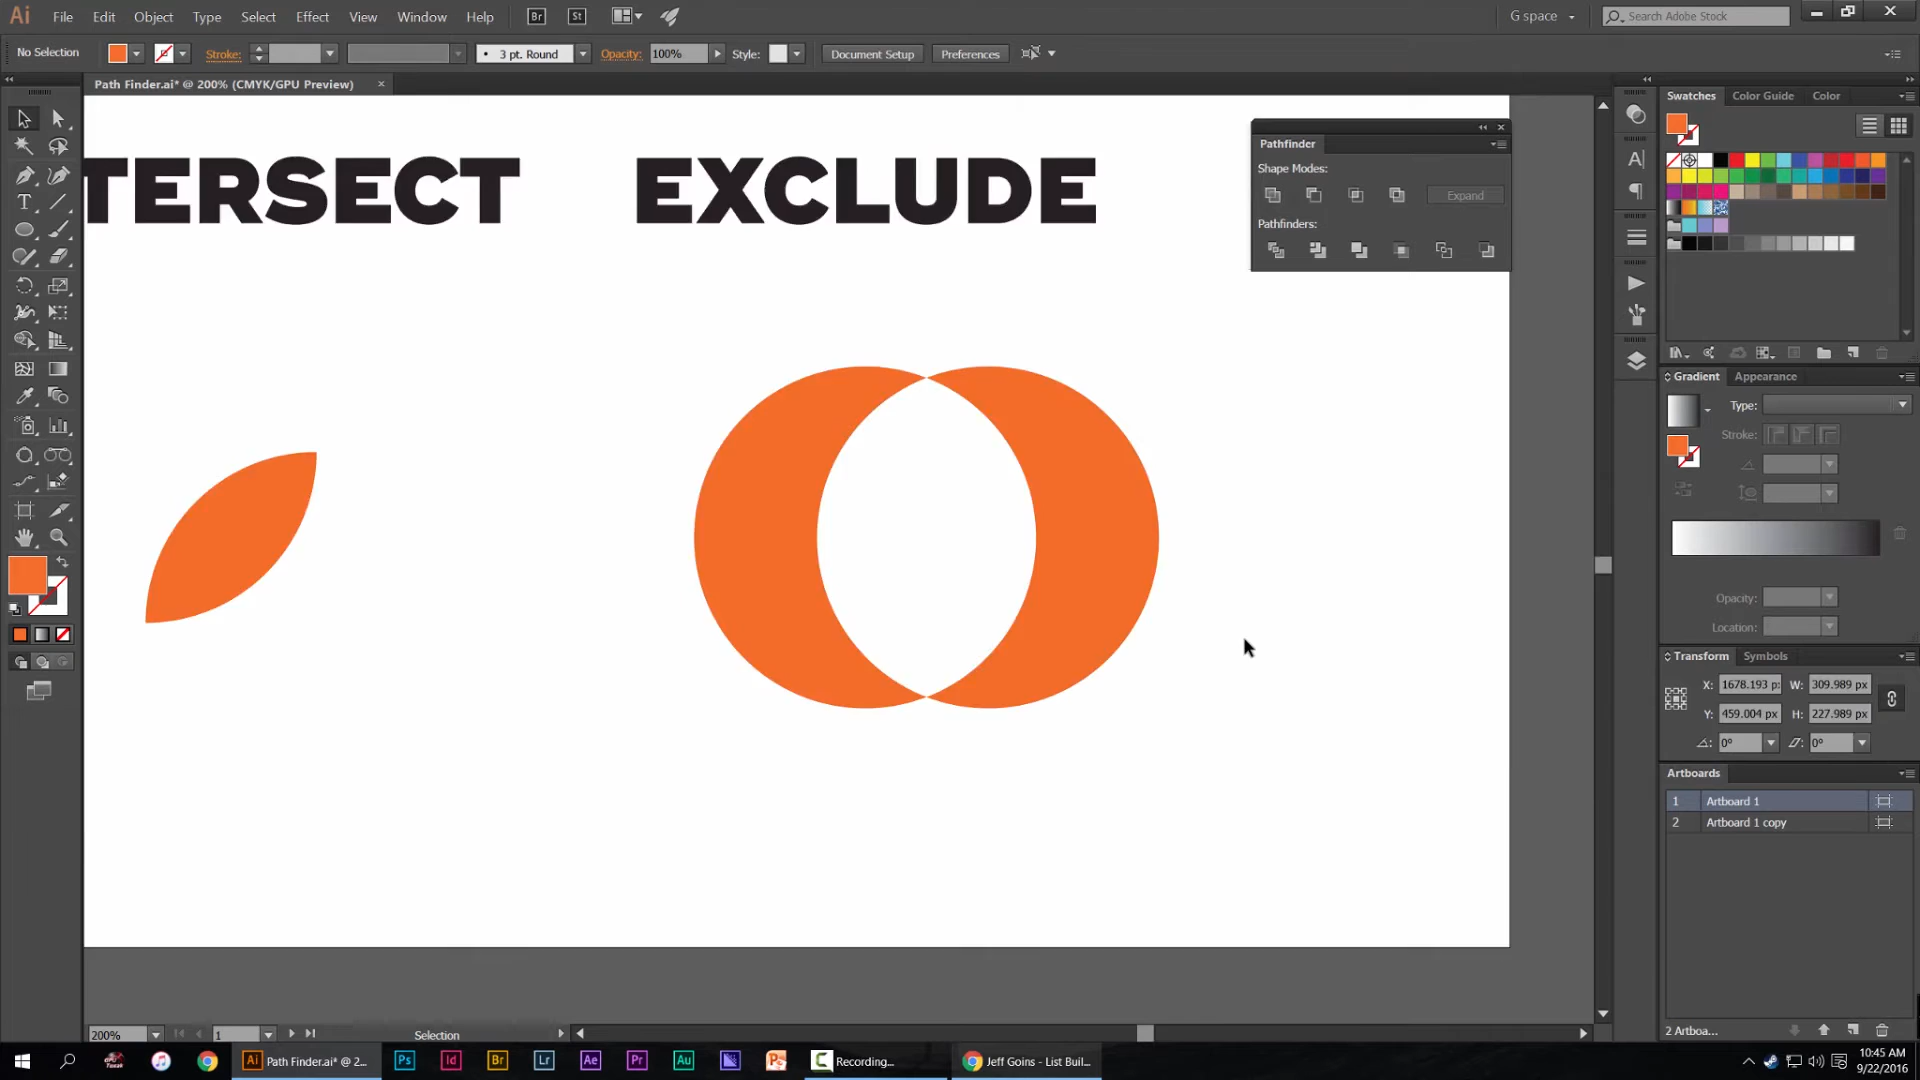 Ai File Edit Object Type Select Effect View Window Help Br St G space Search Adobe Stock
No Selection Stroke: 3 pt. Round Opacity: 100% Style: Document Setup Preferences
Path Finder.ai* @ 200% (CMYK/GPU Preview)
TERSECT EXCLUDE
Pathfinder
Shape Modes:
Expand
Pathfinders:
Swatches Color Guide Color
Gradient Appearance
Type:
Stroke:
Opacity:
Location:
Transform Symbols
X: 1678.193 p: W: 309.989 px
Y: 459.004 px H: 227.989 px
0° 0°
Artboards
1 Artboard 1
2 Artboard 1 copy
2 Artboa...
200% 1 Selection
Ai Path Finder.ai* @ 2... Ps Id Br Lr Ae Pr Au Recording... Jeff Goins - List Buil...
10:45 AM
9/22/2016